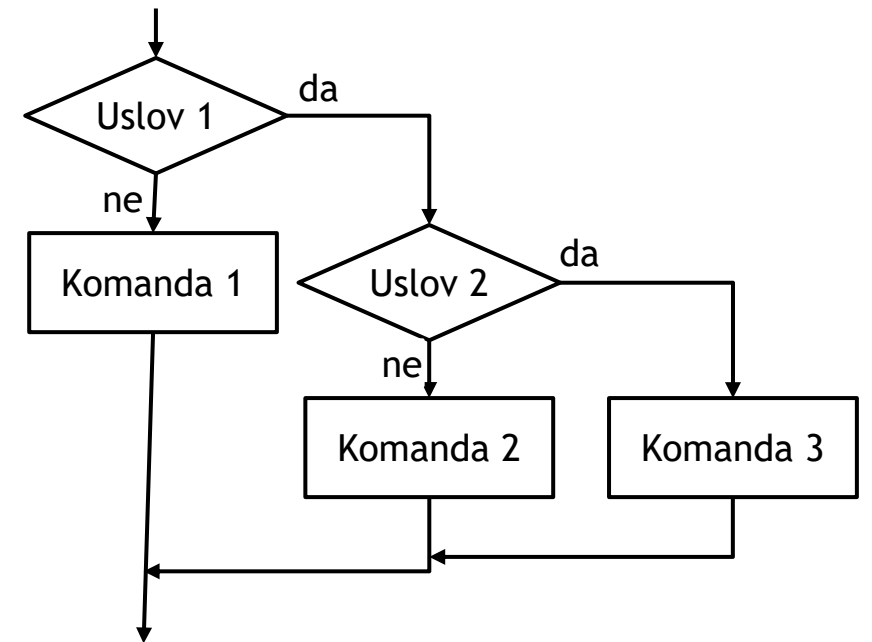 da
Uslov 1
ne
Komanda 1
da
Uslov 2
ne
Komanda 2
Komanda 3